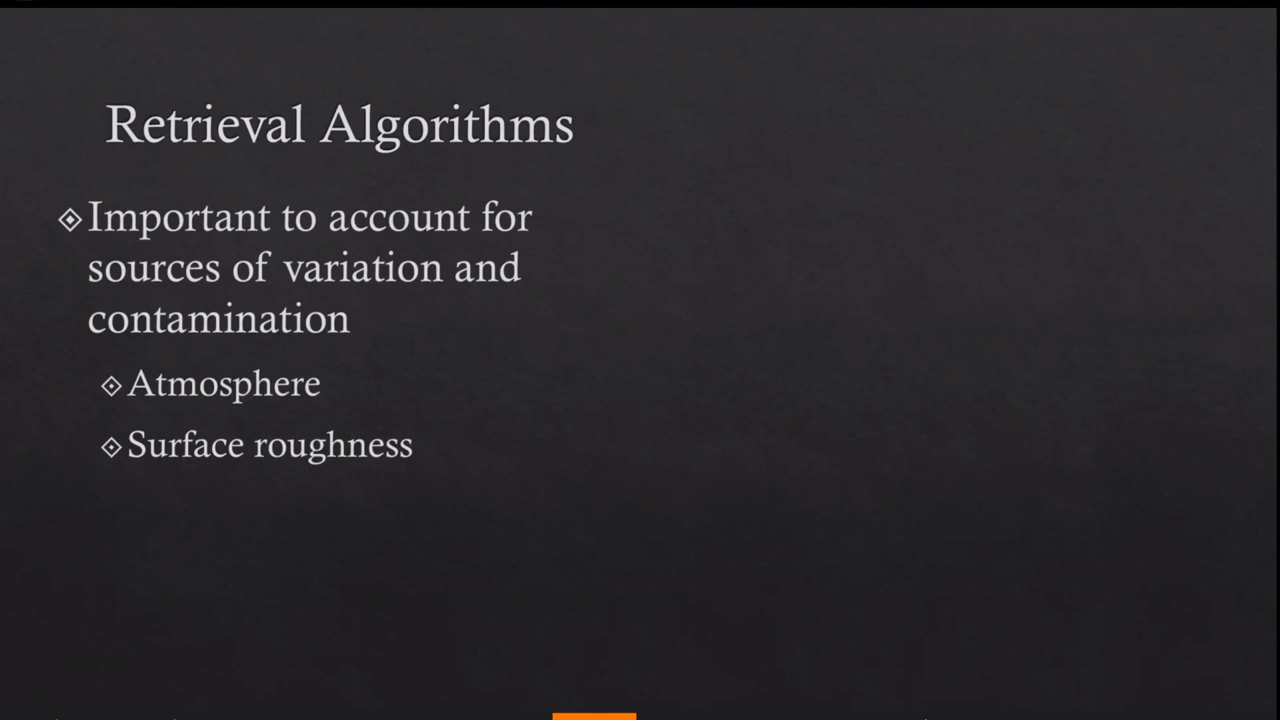 Retrieval Algorithms
Important to account for
sources of variation and
contamination
Atmosphere
Surface roughness